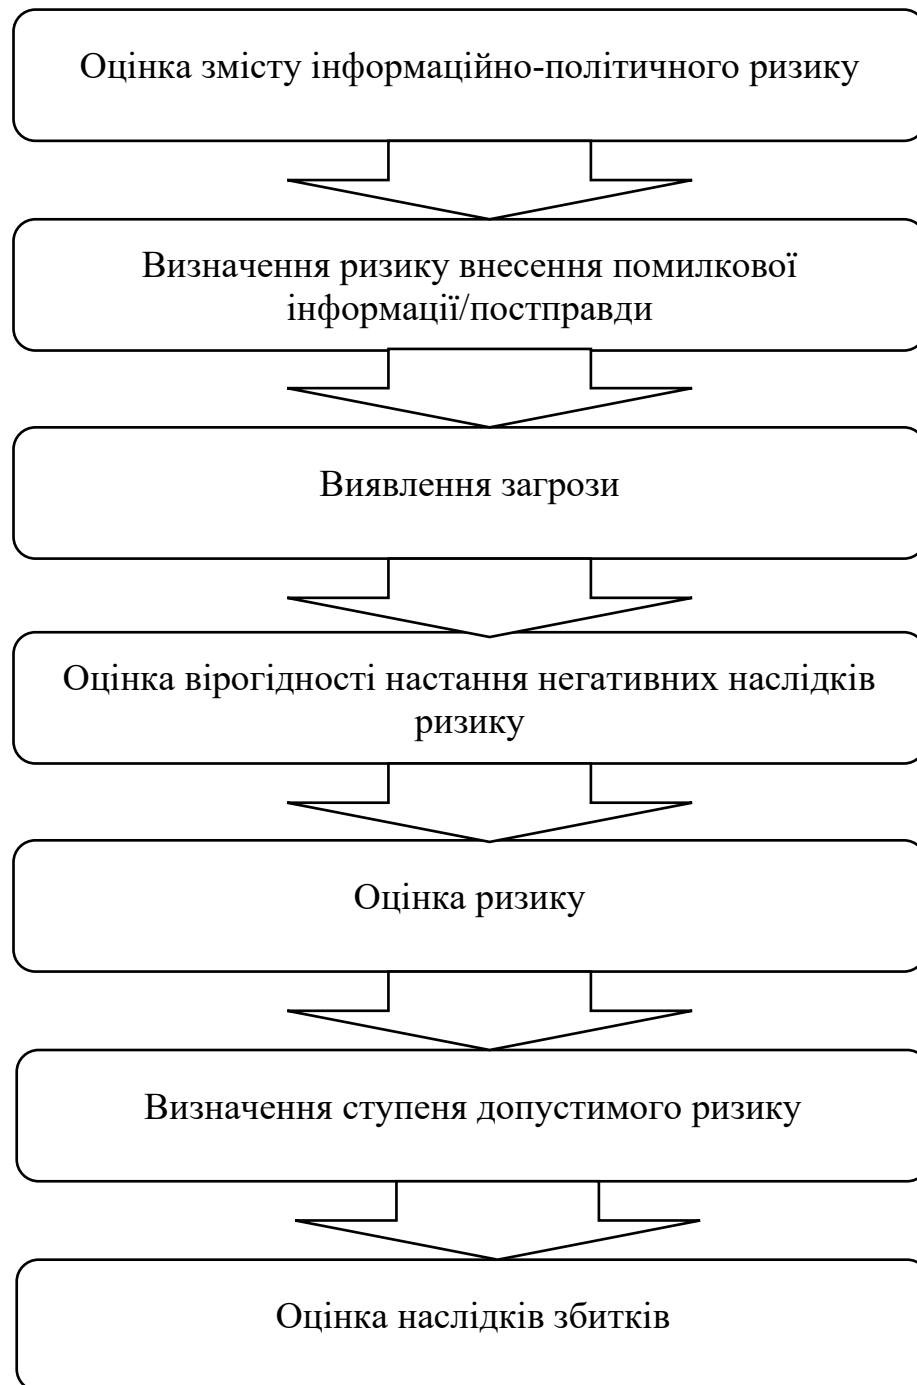 Оцінка змісту інформаційно-політичного ризику
Визначення ризику внесення помилкової
інформації/постправди
Виявлення загрози
Оцінка вірогідності настання негативних наслідків
ризику
Оцінка ризику
Визначення ступеня допустимого ризику
Оцінка наслідків збитків